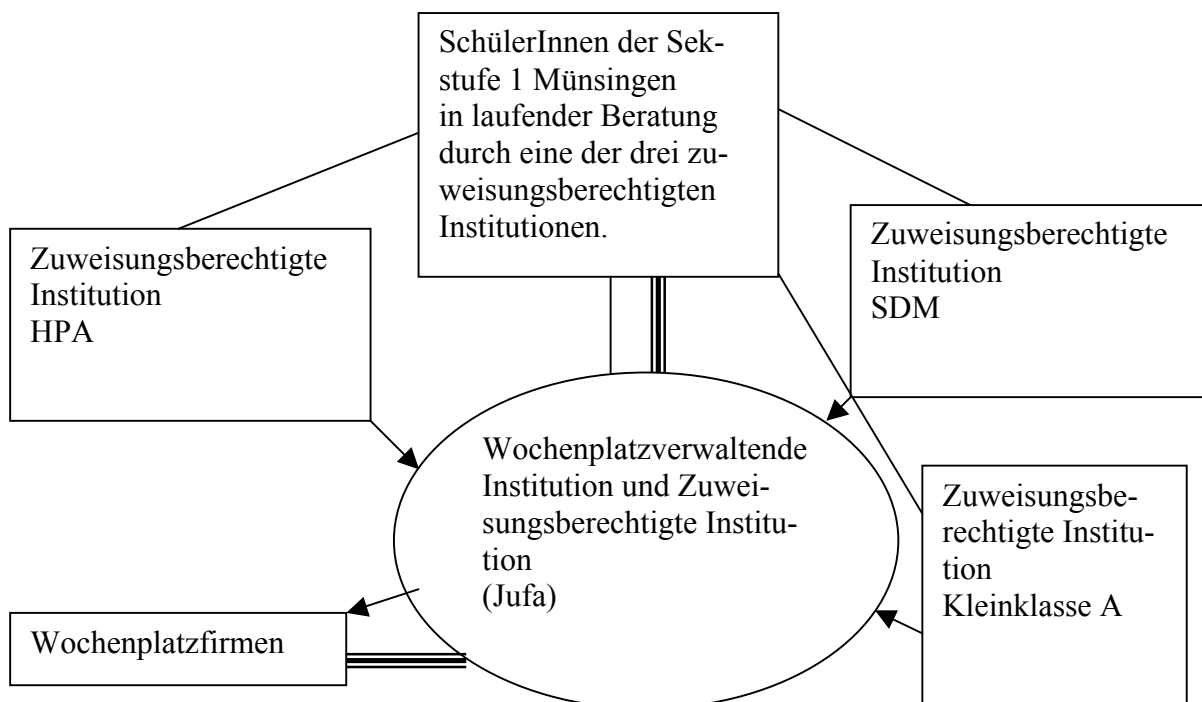 SchülerInnen der Sek-
stufe 1 Münsingen
in laufender Beratung
durch eine der drei zu-
weisungsberechtigten
Institutionen.
Zuweisungsberechtigte
Institution
HPA
Zuweisungsberechtigte
Institution
SDM
Wochenplatzverwaltende
Institution und Zuwei-
sungsberechtigte Institu-
tion
(Jufa)
Zuweisungsbe-
rechtigte Institu-
tion
Kleinklasse A
Wochenplatzfirmen